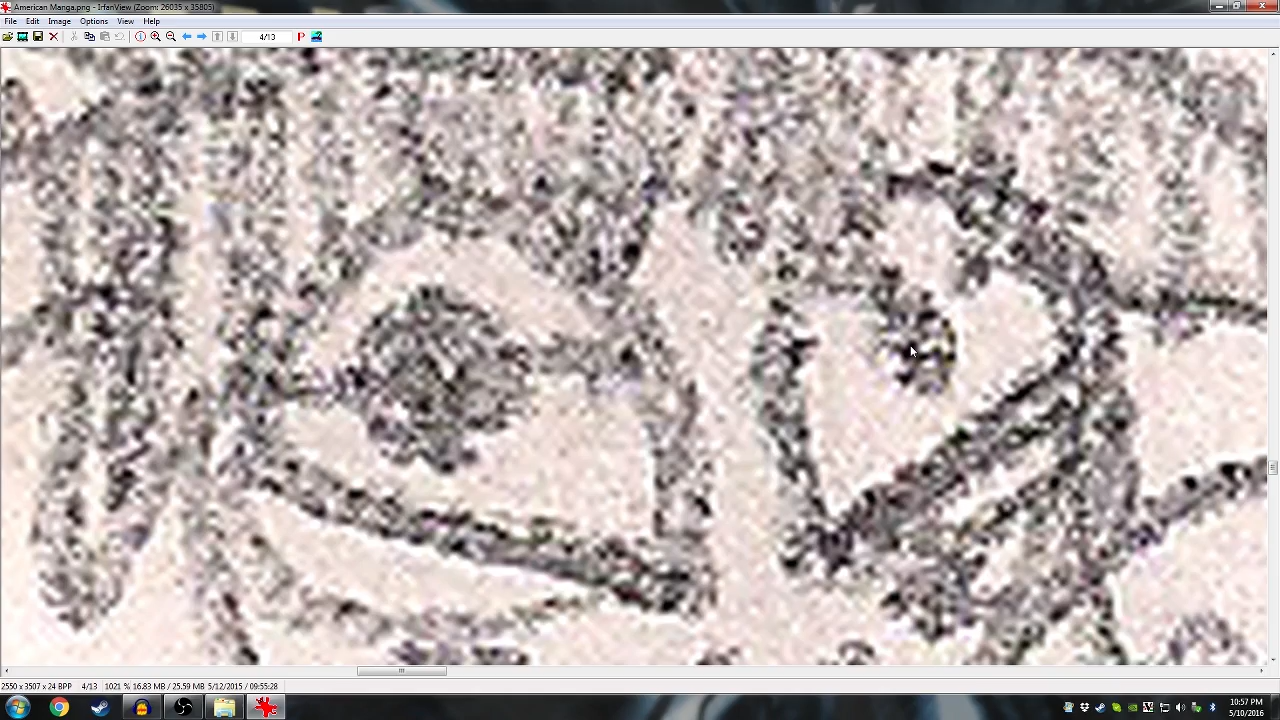 American Manga.png - IrfanView (Zoom: 26035 x 35805)
File Edit Image Options View Help
4/13
P
2550 x 3507 x 24 BPP 4/13 1021 % 16.83 MB / 25.59 MB 5/12/2015 / 09:55:28
10:57 PM
5/10/2016